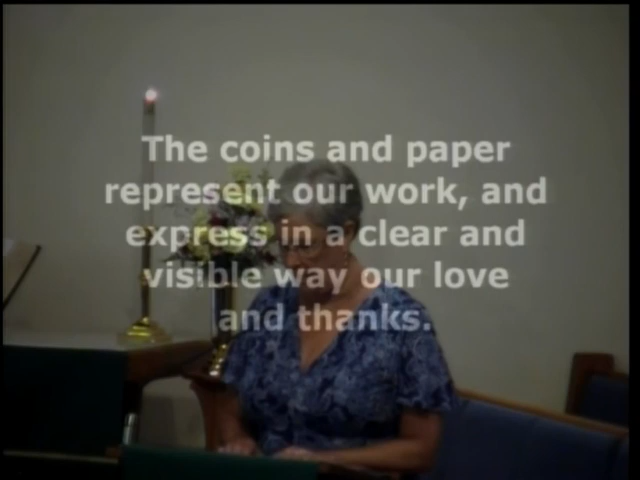 The coins and paper
represent our work, and
express in a clear and
visible way our love
and thanks.